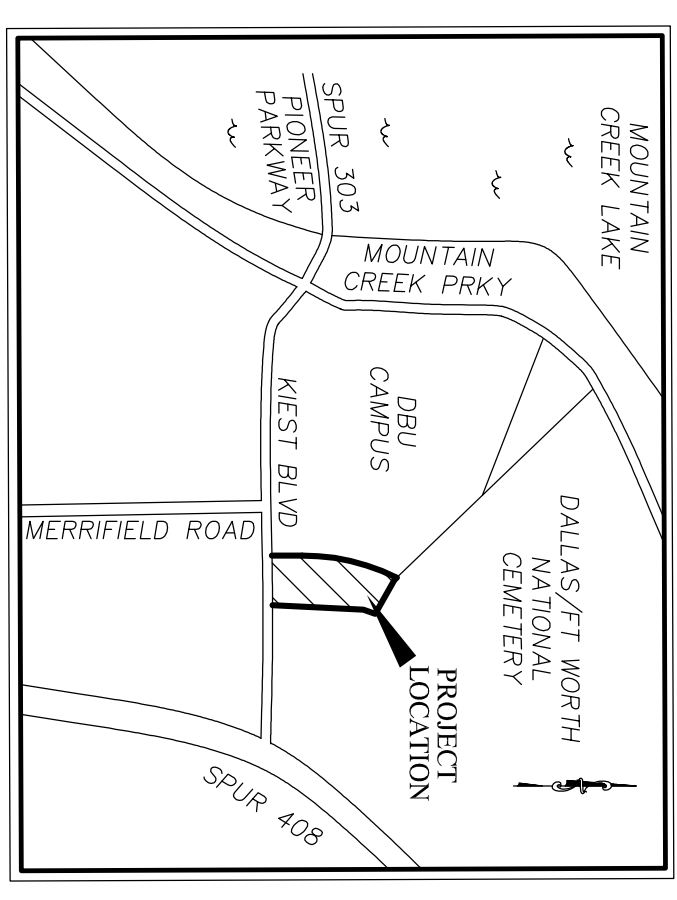 MOUNTAIN
CREEK LAKE
SPUR 303
PIONEER
PARKWAY
MOUNTAIN
CREEK PRKY
DBU
CAMPUS
KIEST BLVD
DALLAS/FT WORTH
NATIONAL
CEMETERY
MERRIFIELD ROAD
PROJECT
LOCATION
SPUR 408